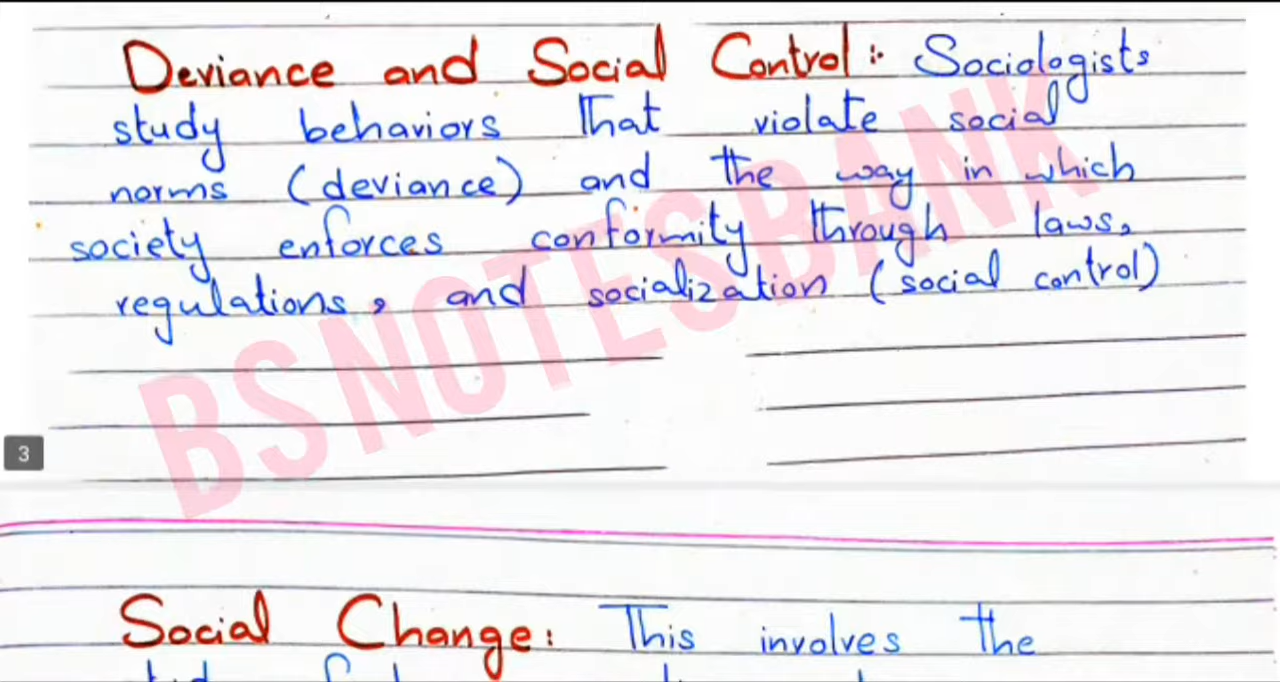 Deviance and Social Control: Sociologists
study behaviors that violate social
norms (deviance) and the way in which
society enforces conformity through laws,
regulations, and socialization (social control)
BSNOTESBANK
3
Social Change: This involves the